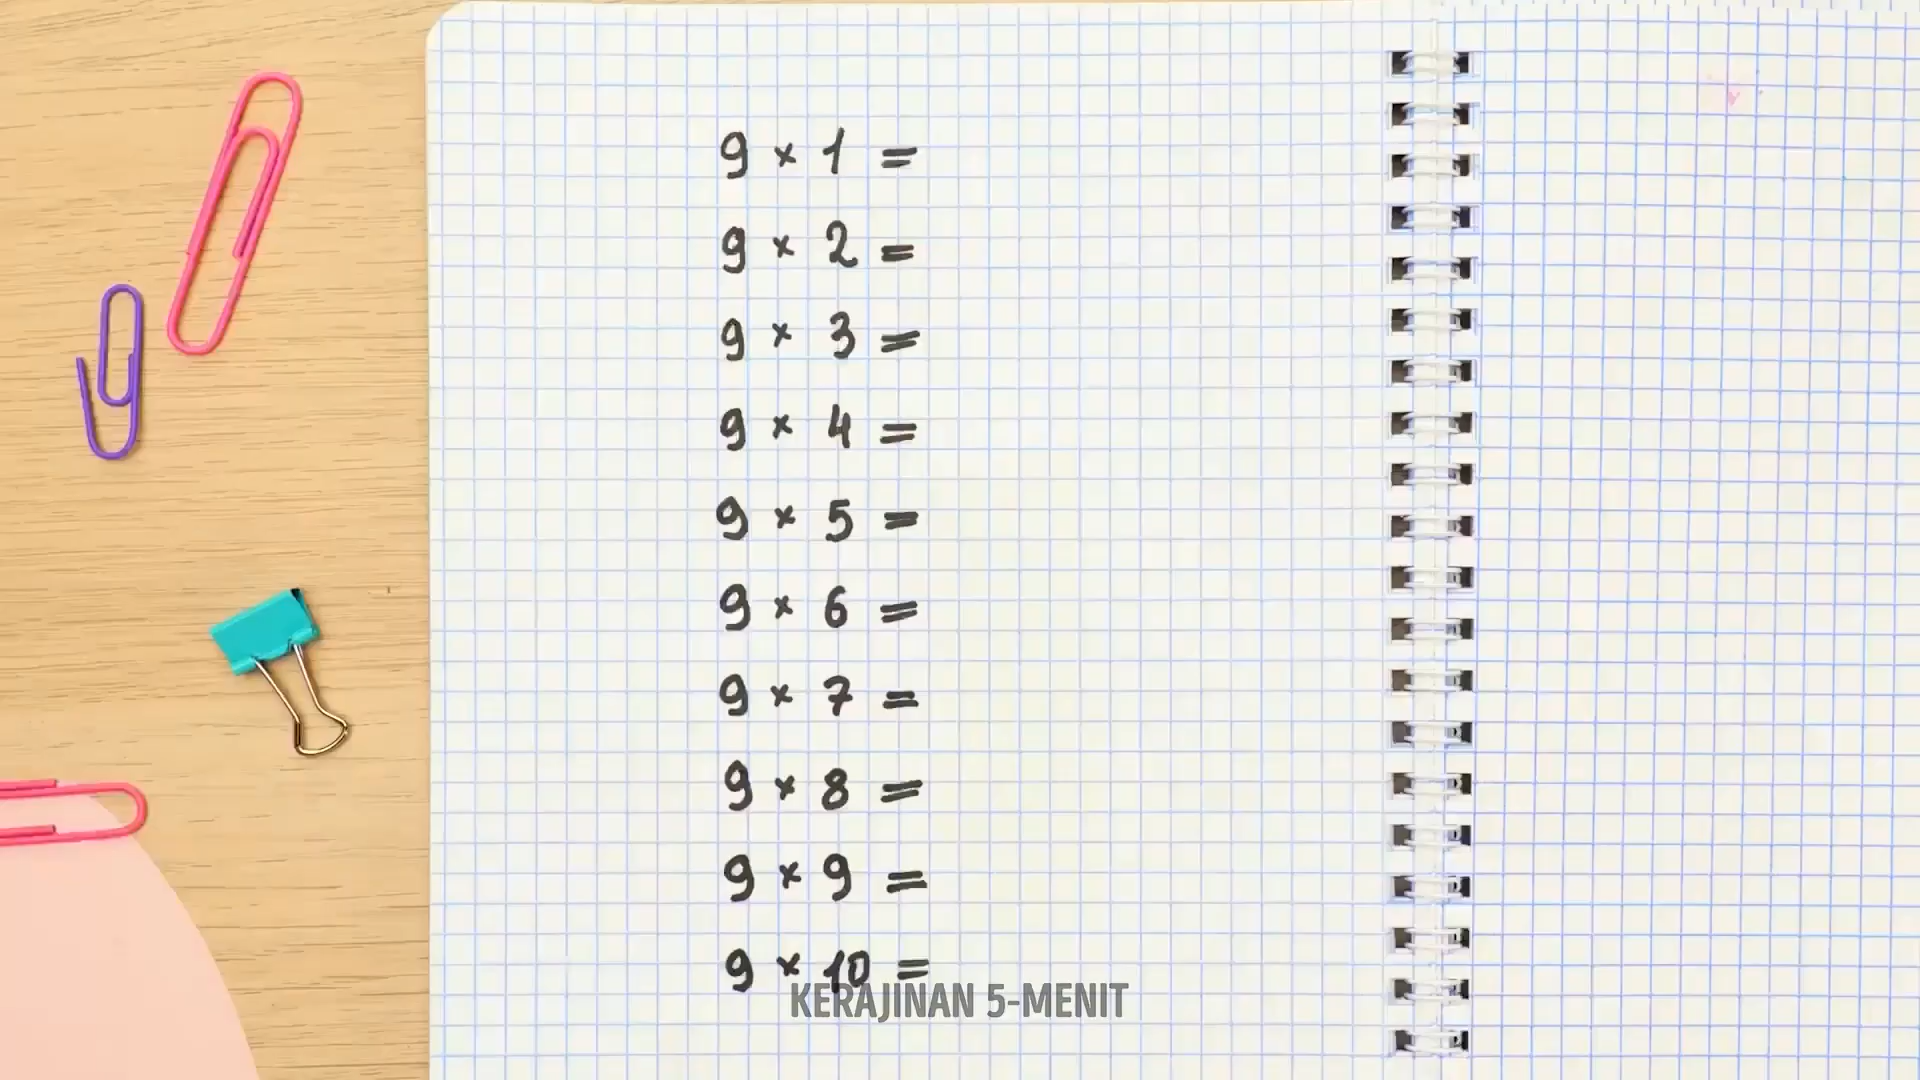 9 × 1 =
9 × 2 =
9 × 3 =
9 × 4 =
9 × 5 =
9 × 6 =
9 × 7 =
9 × 8 =
9 × 9 =
9 × 10 =
KERAJINAN 5-MENIT